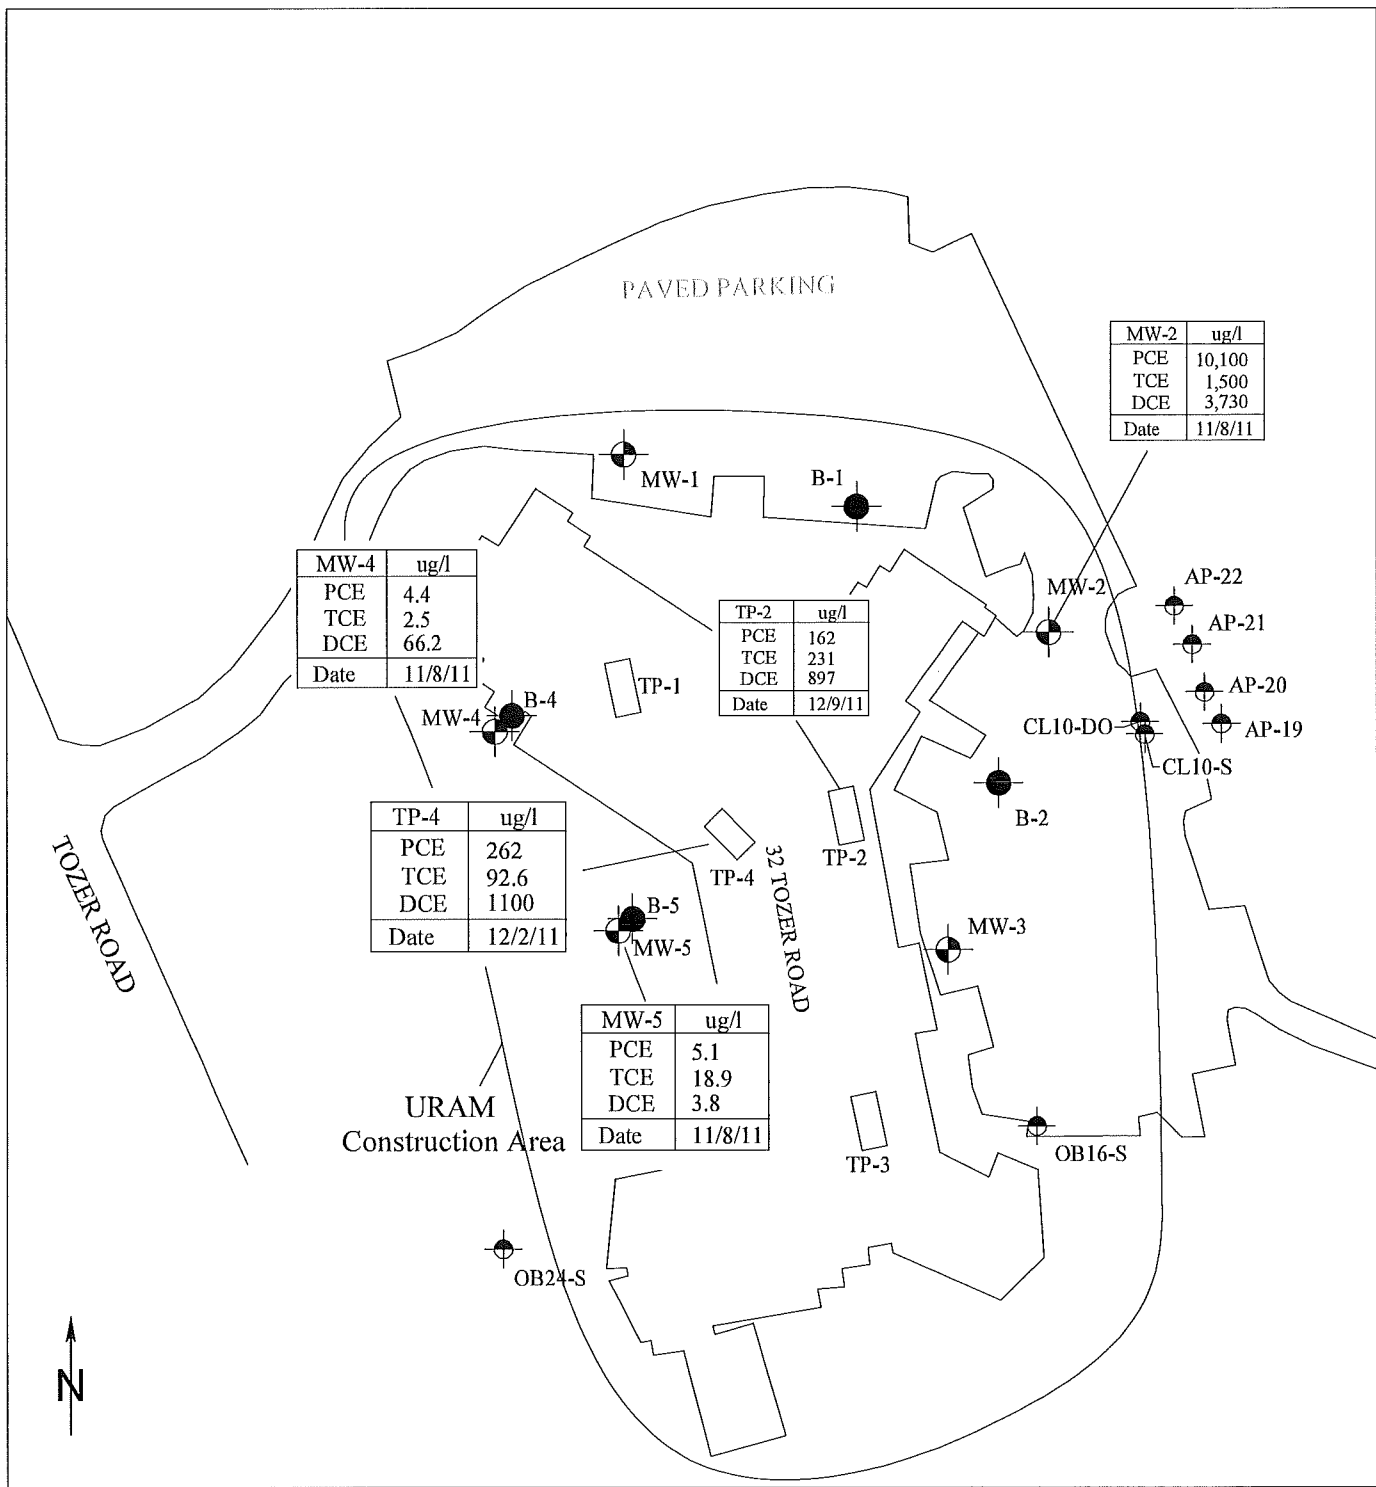 PAVED PARKING
MW-2 ug/l
PCE 10,100
TCE 1,500
DCE 3,730
Date 11/8/11
MW-1
B-1
MW-4 ug/l
PCE 4.4
TCE 2.5
DCE 66.2
Date 11/8/11
TP-2 ug/l
PCE 162
TCE 231
DCE 897
Date 12/9/11
MW-2
AP-22
AP-21
AP-20
AP-19
TP-1
B-4
MW-4
CL10-DO
CL10-S
B-2
TP-4 ug/l
PCE 262
TCE 92.6
DCE 1100
Date 12/2/11
TP-4
TP-2
32 TOZER ROAD
TOZER ROAD
B-5
MW-5
MW-3
MW-5 ug/l
PCE 5.1
TCE 18.9
DCE 3.8
Date 11/8/11
URAM
Construction Area
TP-3
OB16-S
OB24-S
N